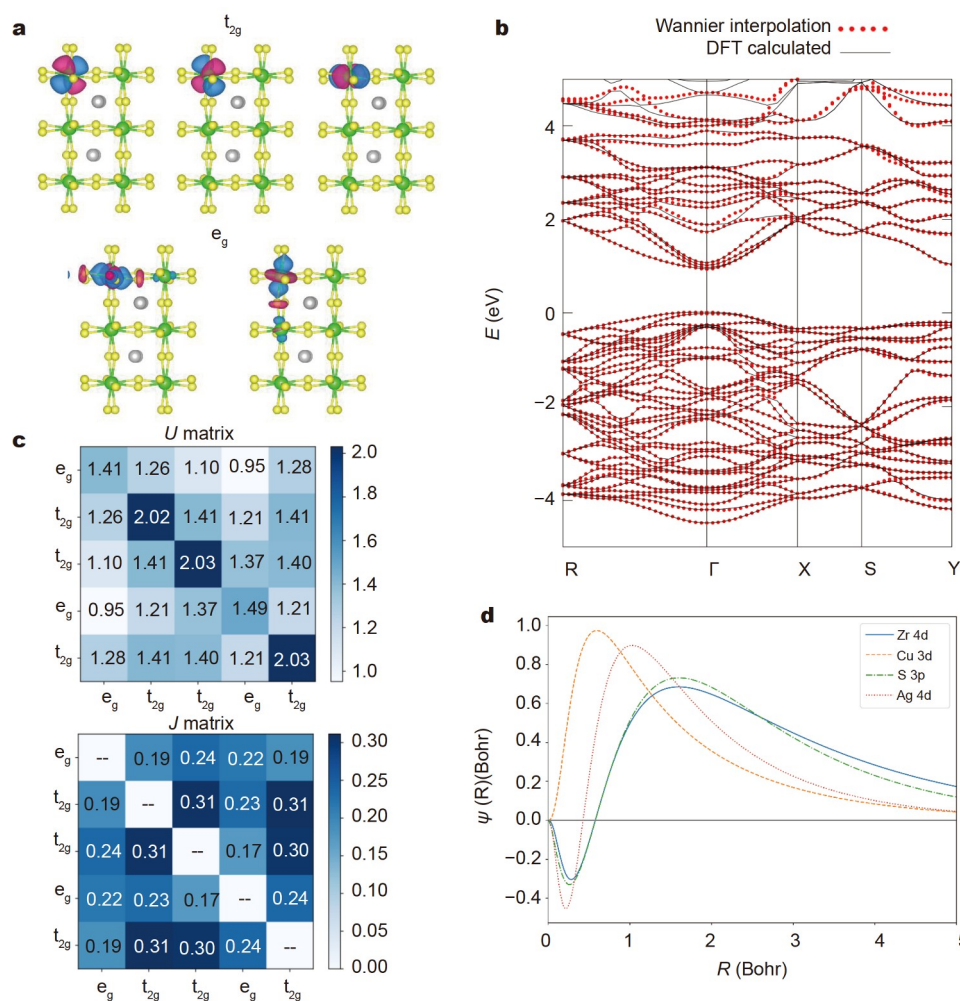 a
t2g
eg
b
Wannier interpolation
DFT calculated
E (eV)
4
2
0
−2
−4
R Γ X S Y
c
U matrix
eg 1.41 1.26 1.10 0.95 1.28
t2g 1.26 2.02 1.41 1.21 1.41
t2g 1.10 1.41 2.03 1.37 1.40
eg 0.95 1.21 1.37 1.49 1.21
t2g 1.28 1.41 1.40 1.21 2.03
eg t2g t2g eg t2g
2.0
1.8
1.6
1.4
1.2
1.0
J matrix
eg -- 0.19 0.24 0.22 0.19
t2g 0.19 -- 0.31 0.23 0.31
t2g 0.24 0.31 -- 0.17 0.30
eg 0.22 0.23 0.17 -- 0.24
t2g 0.19 0.31 0.30 0.24 --
eg t2g t2g eg t2g
0.30
0.25
0.20
0.15
0.10
0.05
0.00
d
Zr 4d
Cu 3d
S 3p
Ag 4d
ψ (R)(Bohr)
1.0
0.8
0.6
0.4
0.2
0.0
−0.2
−0.4
0 1 2 3 4 5
R (Bohr)